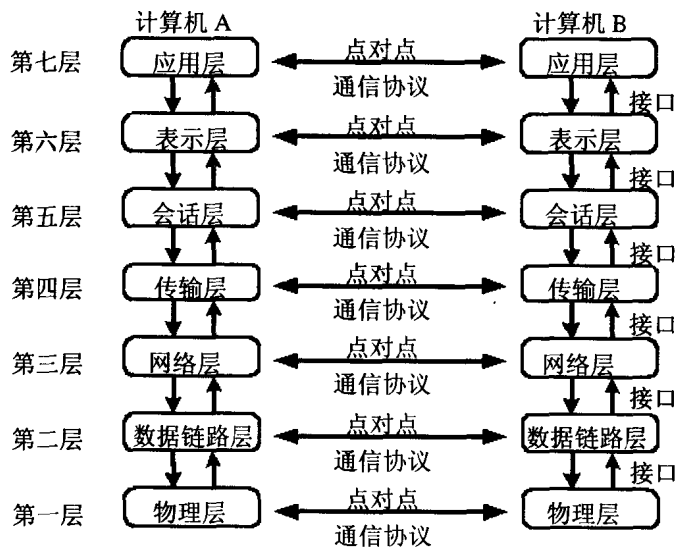 计算机 A 计算机 B
第七层 应用层 点对点 应用层
通信协议 接口
第六层 表示层 点对点 表示层
通信协议 接口
第五层 会话层 点对点 会话层
通信协议 接口
第四层 传输层 点对点 传输层
通信协议 接口
第三层 网络层 点对点 网络层
通信协议 接口
第二层 数据链路层 点对点 数据链路层
通信协议 接口
第一层 物理层 点对点 物理层
通信协议